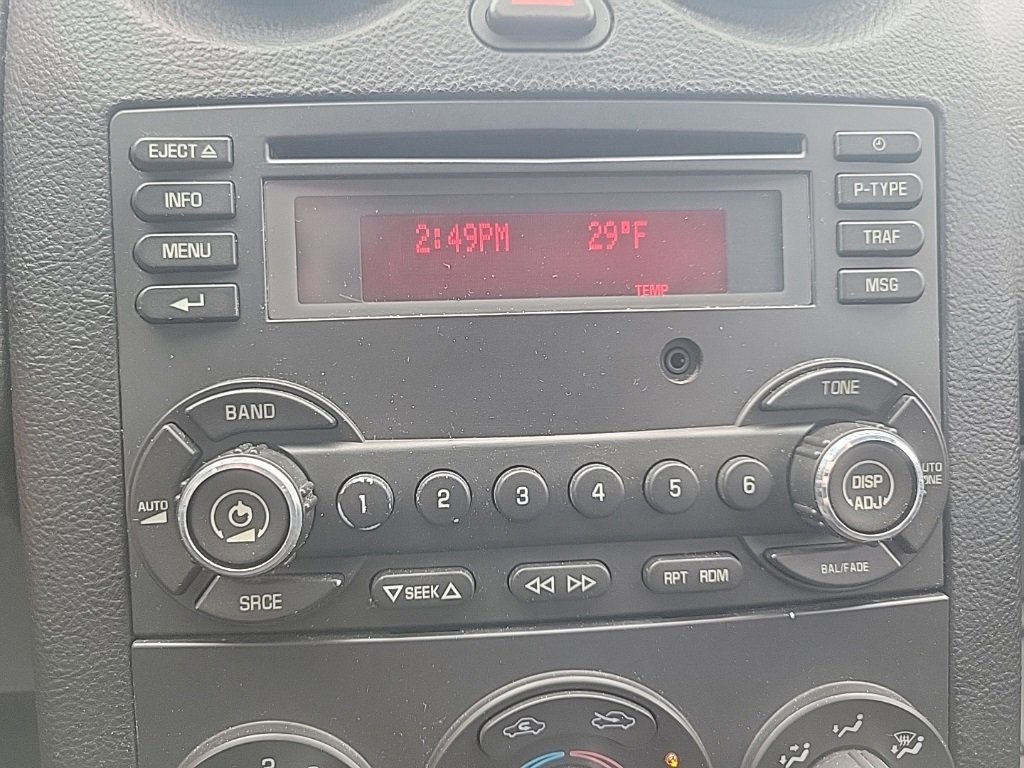 EJECT
INFO
MENU
2:49PM 29°F
TEMP
P-TYPE
TRAF
MSG
BAND
TONE
AUTO
1 2 3 4 5 6
DISP
ADJ
SRCE
SEEK
RPT RDM
BAL/FADE